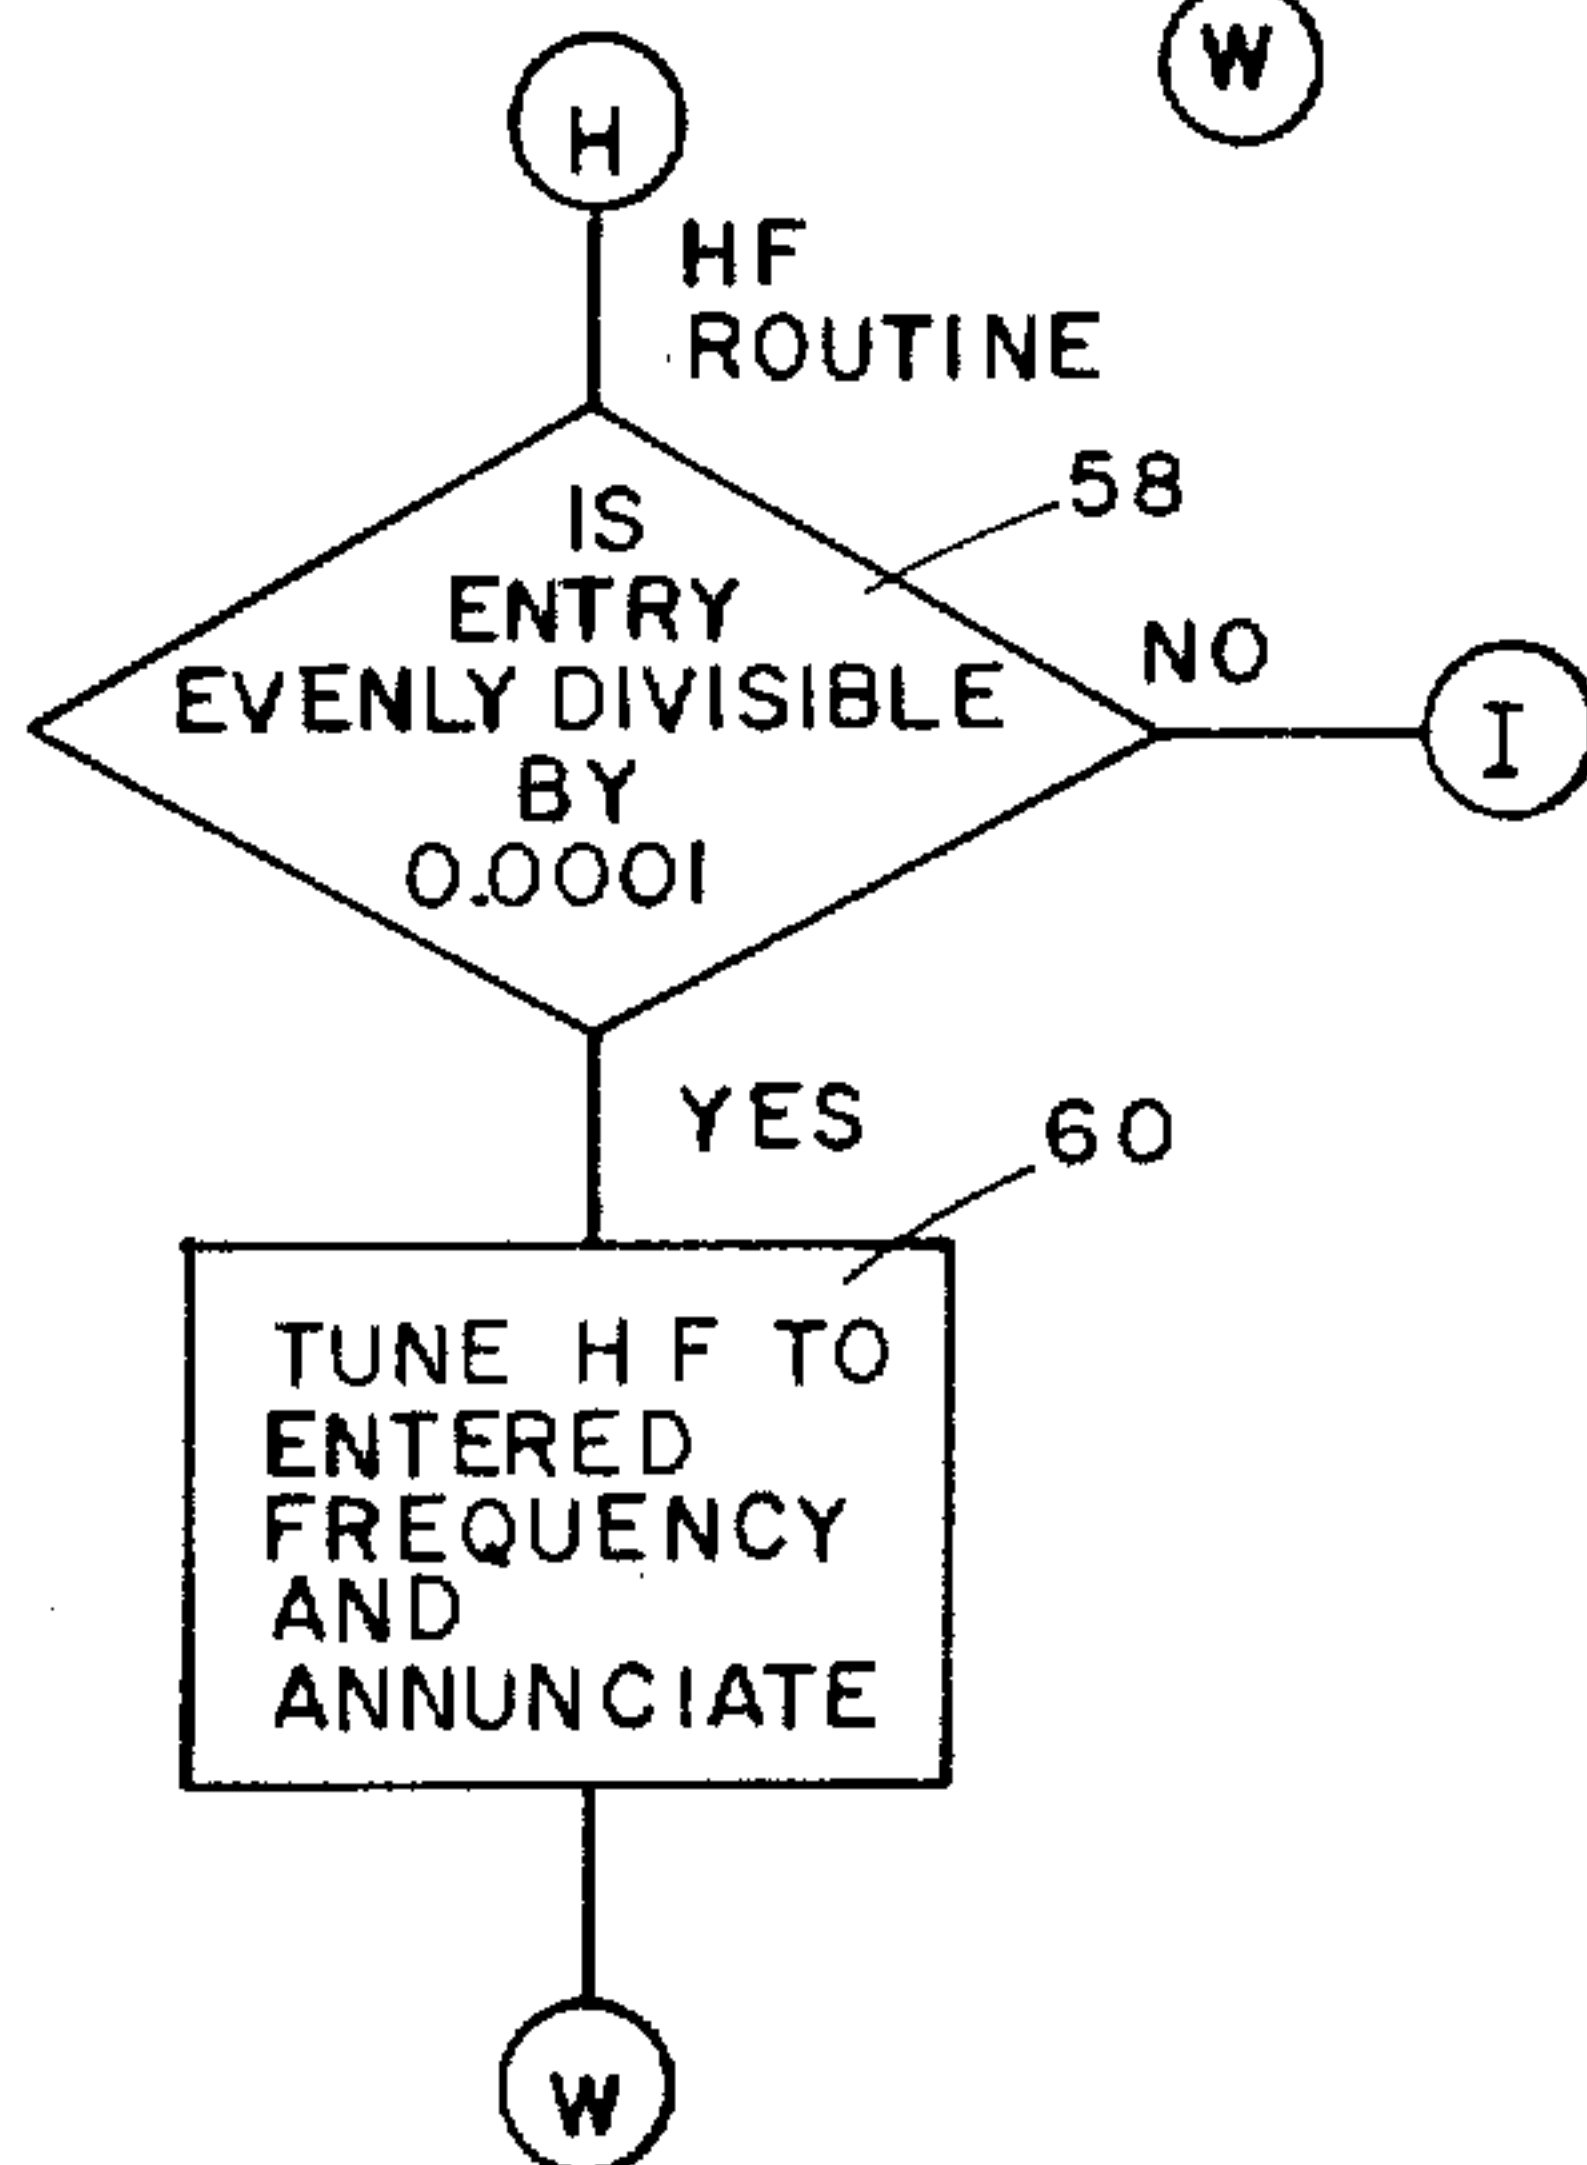 W
H
HF
ROUTINE
58
IS
ENTRY
EVENLY DIVISIBLE
BY
0.0001
NO
I
YES
60
TUNE HF TO
ENTERED
FREQUENCY
AND
ANNUNCIATE
W